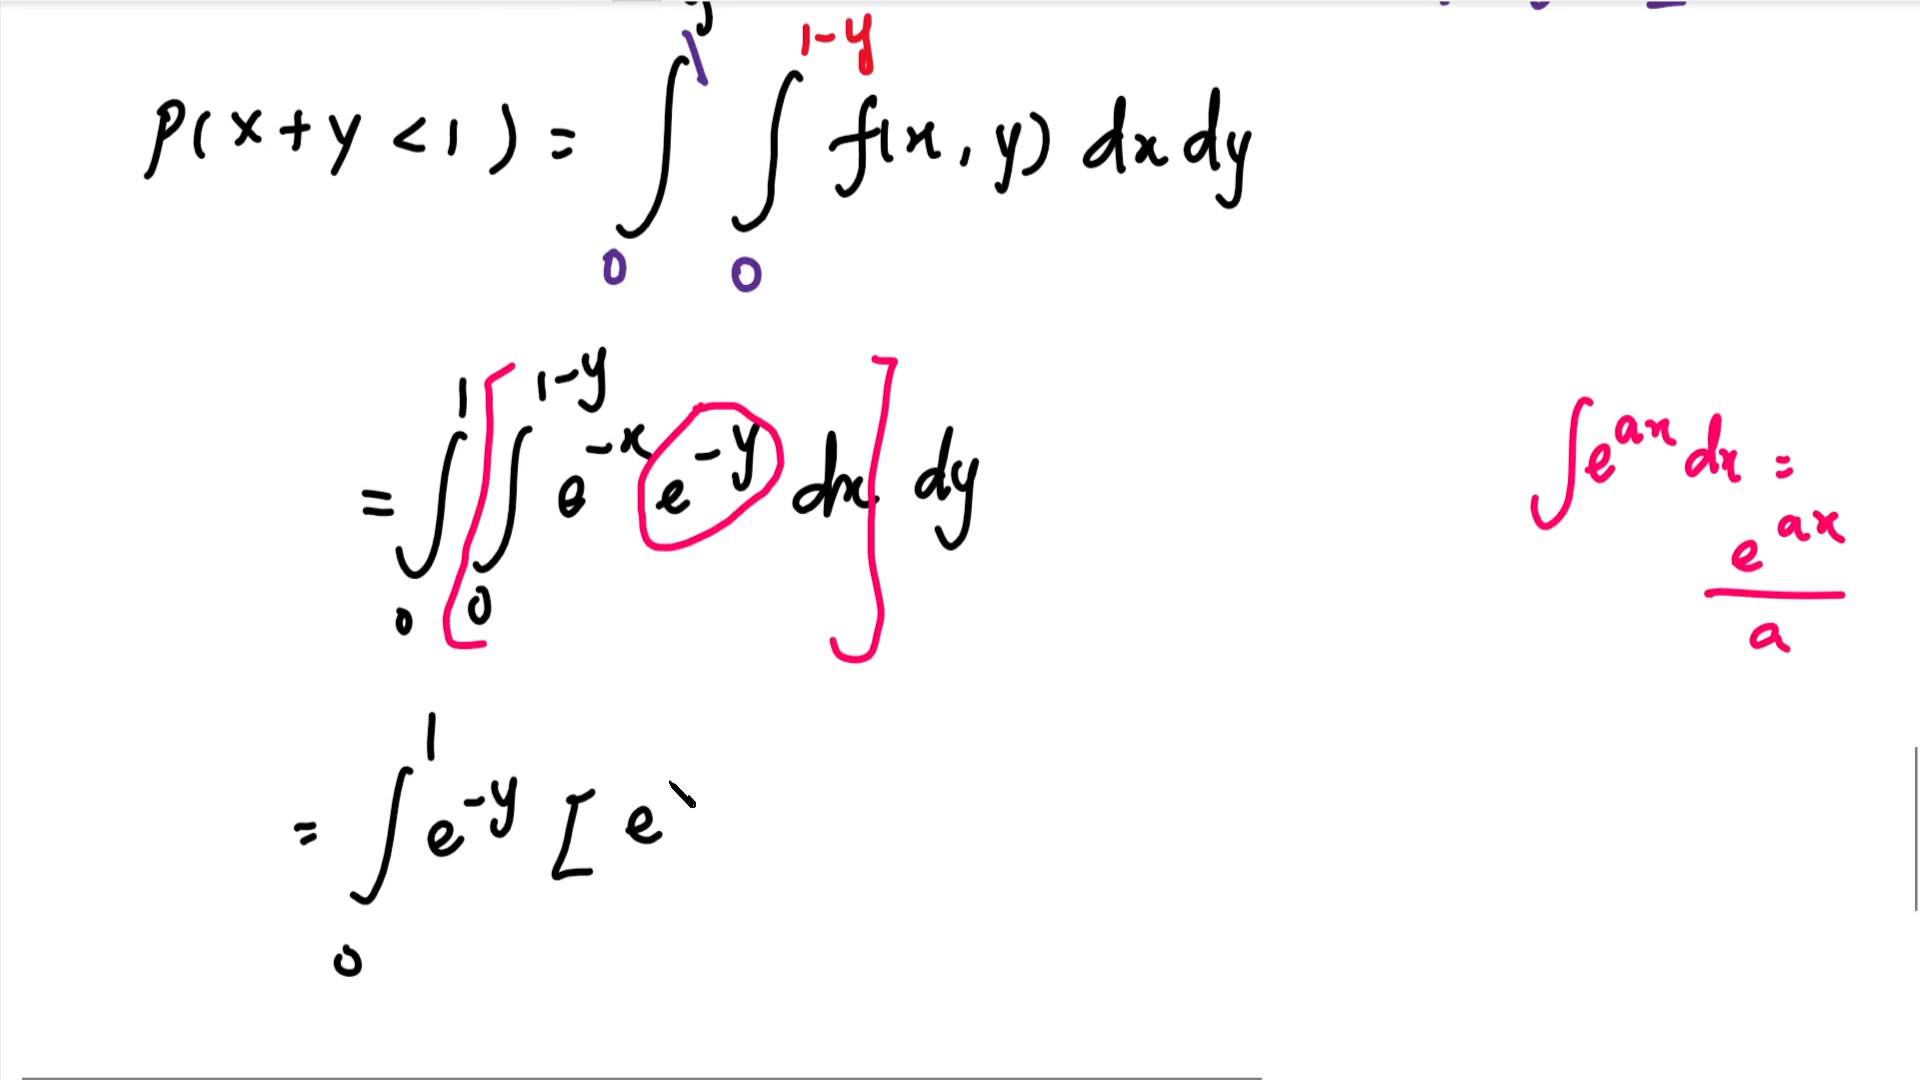 P(x+y<1) = ∫₀¹ ∫₀^{1-y} f(x,y) dx dy
= ∫₀¹ [∫₀^{1-y} e^{-x} e^{-y} dx] dy
∫e^{ax} dx = e^{ax}/a
= ∫₀¹ e^{-y} [ e